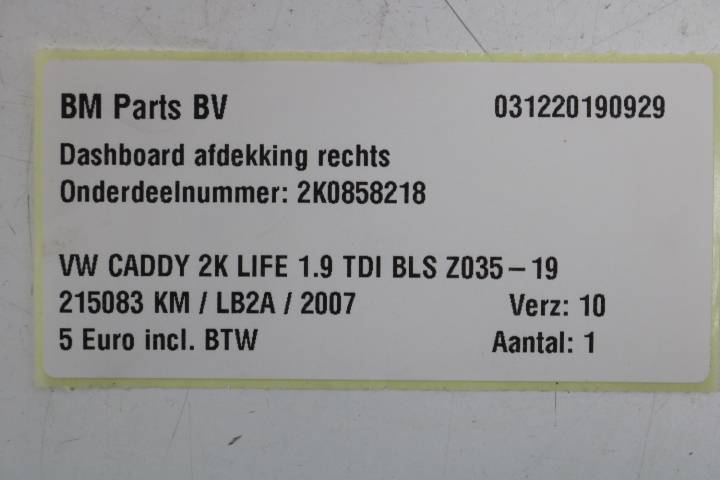 BM Parts BV 031220190929
Dashboard afdekking rechts
Onderdeelnummer: 2K0858218
VW CADDY 2K LIFE 1.9 TDI BLS Z035 – 19
215083 KM / LB2A / 2007 Verz: 10
5 Euro incl. BTW Aantal: 1